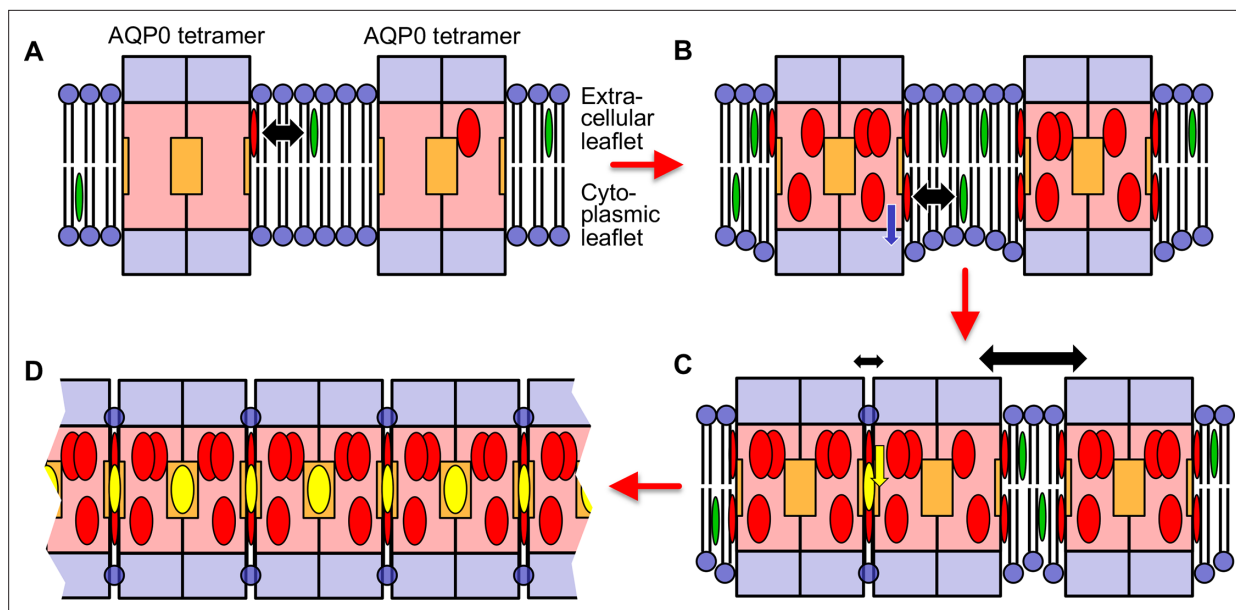 A
AQP0 tetramer
AQP0 tetramer
Extra-
cellular
leaflet
Cyto-
plasmic
leaflet
B
D
C